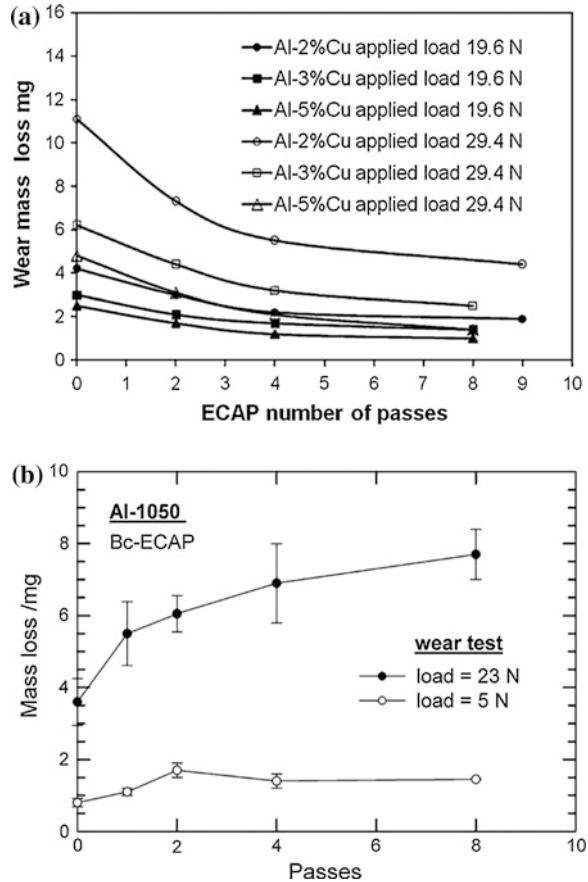 (a)
16
14
12
10
8
6
4
2
0
Wear mass loss mg
Al-2%Cu applied load 19.6 N
Al-3%Cu applied load 19.6 N
Al-5%Cu applied load 19.6 N
Al-2%Cu applied load 29.4 N
Al-3%Cu applied load 29.4 N
Al-5%Cu applied load 29.4 N
0 1 2 3 4 5 6 7 8 9 10
ECAP number of passes
(b)
10
8
6
4
2
0
Mass loss /mg
Al-1050
Bc-ECAP
wear test
load = 23 N
load = 5 N
0 2 4 6 8 10
Passes